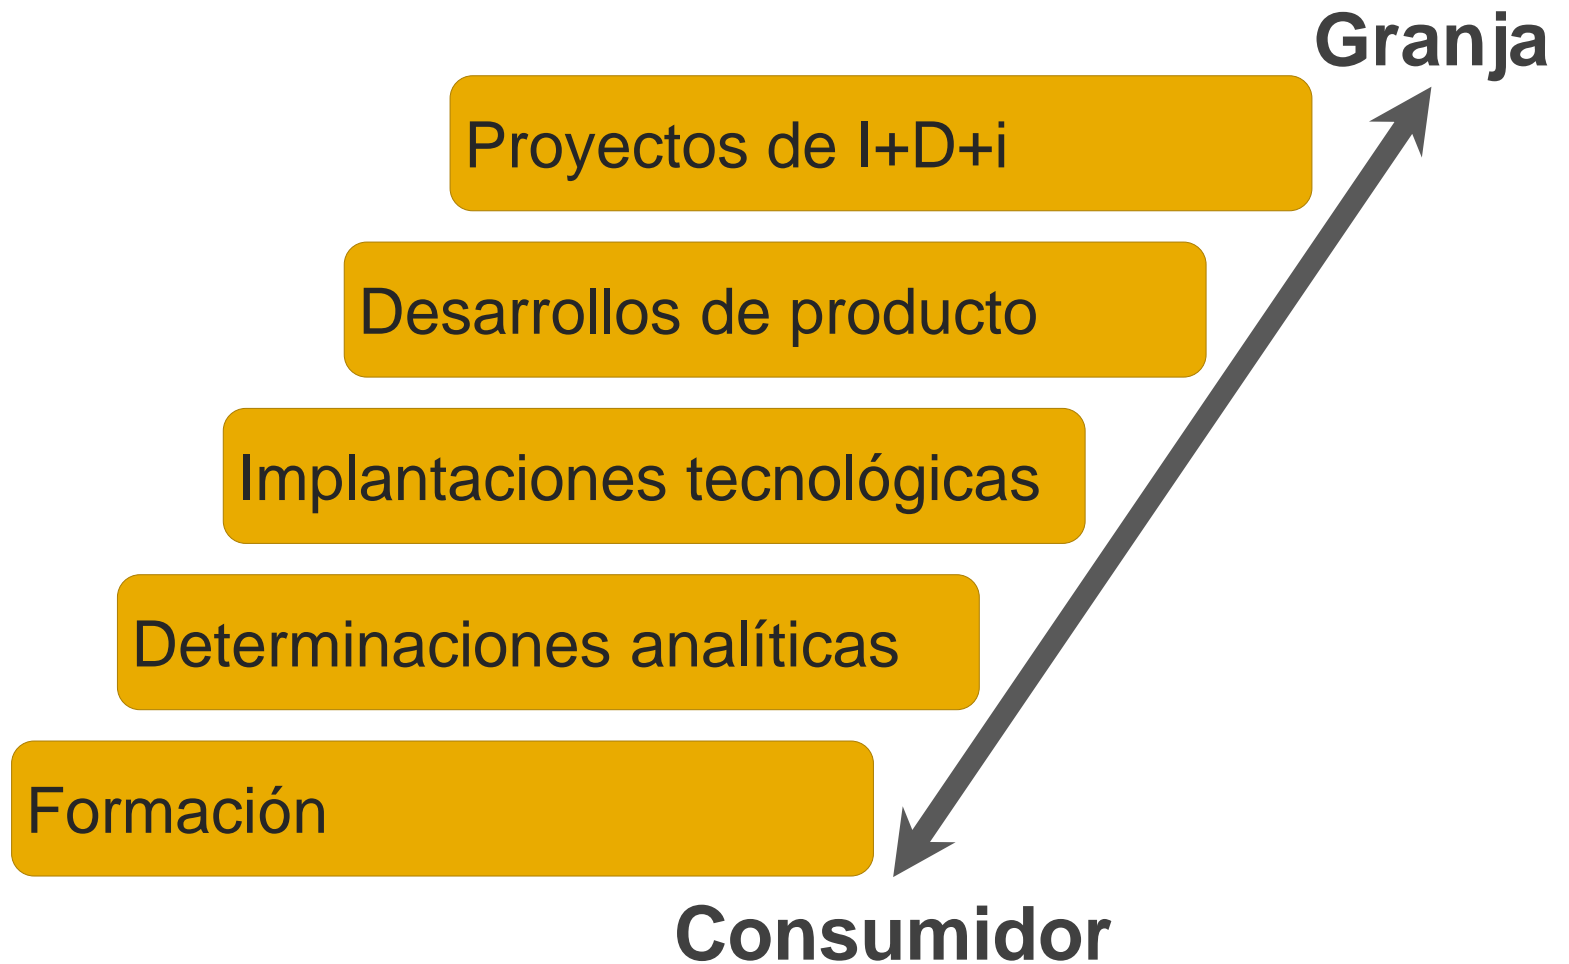 Granja
Proyectos de I+D+i
Desarrollos de producto
Implantaciones tecnológicas
Determinaciones analíticas
Formación
Consumidor